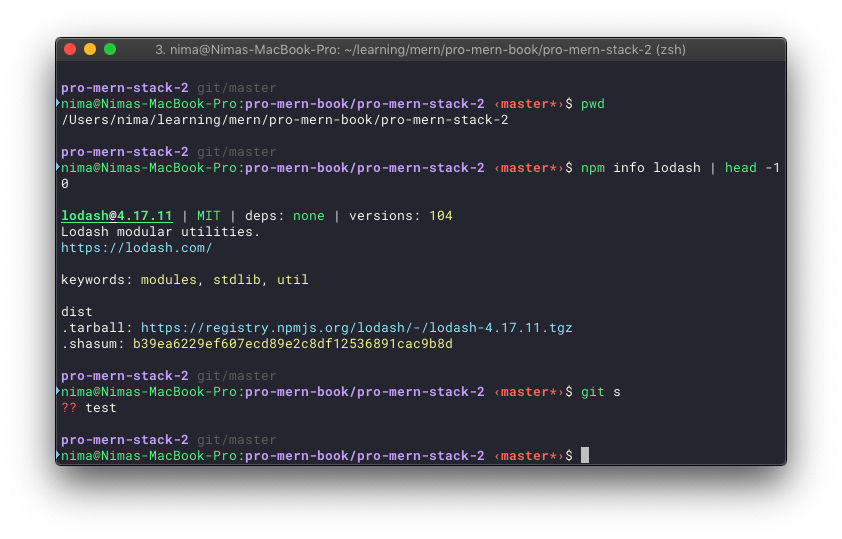 3. nima@Nimas-MacBook-Pro: ~/learning/mern/pro-mern-book/pro-mern-stack-2 (zsh)
pro-mern-stack-2 git/master
nima@Nimas-MacBook-Pro:pro-mern-book/pro-mern-stack-2 ‹master*›$ pwd
/Users/nima/learning/mern/pro-mern-book/pro-mern-stack-2
pro-mern-stack-2 git/master
nima@Nimas-MacBook-Pro:pro-mern-book/pro-mern-stack-2 ‹master*›$ npm info lodash | head -1
0
lodash@4.17.11 | MIT | deps: none | versions: 104
Lodash modular utilities.
https://lodash.com/
keywords: modules, stdlib, util
dist
.tarball: https://registry.npmjs.org/lodash/-/lodash-4.17.11.tgz
.shasum: b39ea6229ef607ecd89e2c8df12536891cac9b8d
pro-mern-stack-2 git/master
nima@Nimas-MacBook-Pro:pro-mern-book/pro-mern-stack-2 ‹master*›$ git s
?? test
pro-mern-stack-2 git/master
nima@Nimas-MacBook-Pro:pro-mern-book/pro-mern-stack-2 ‹master*›$